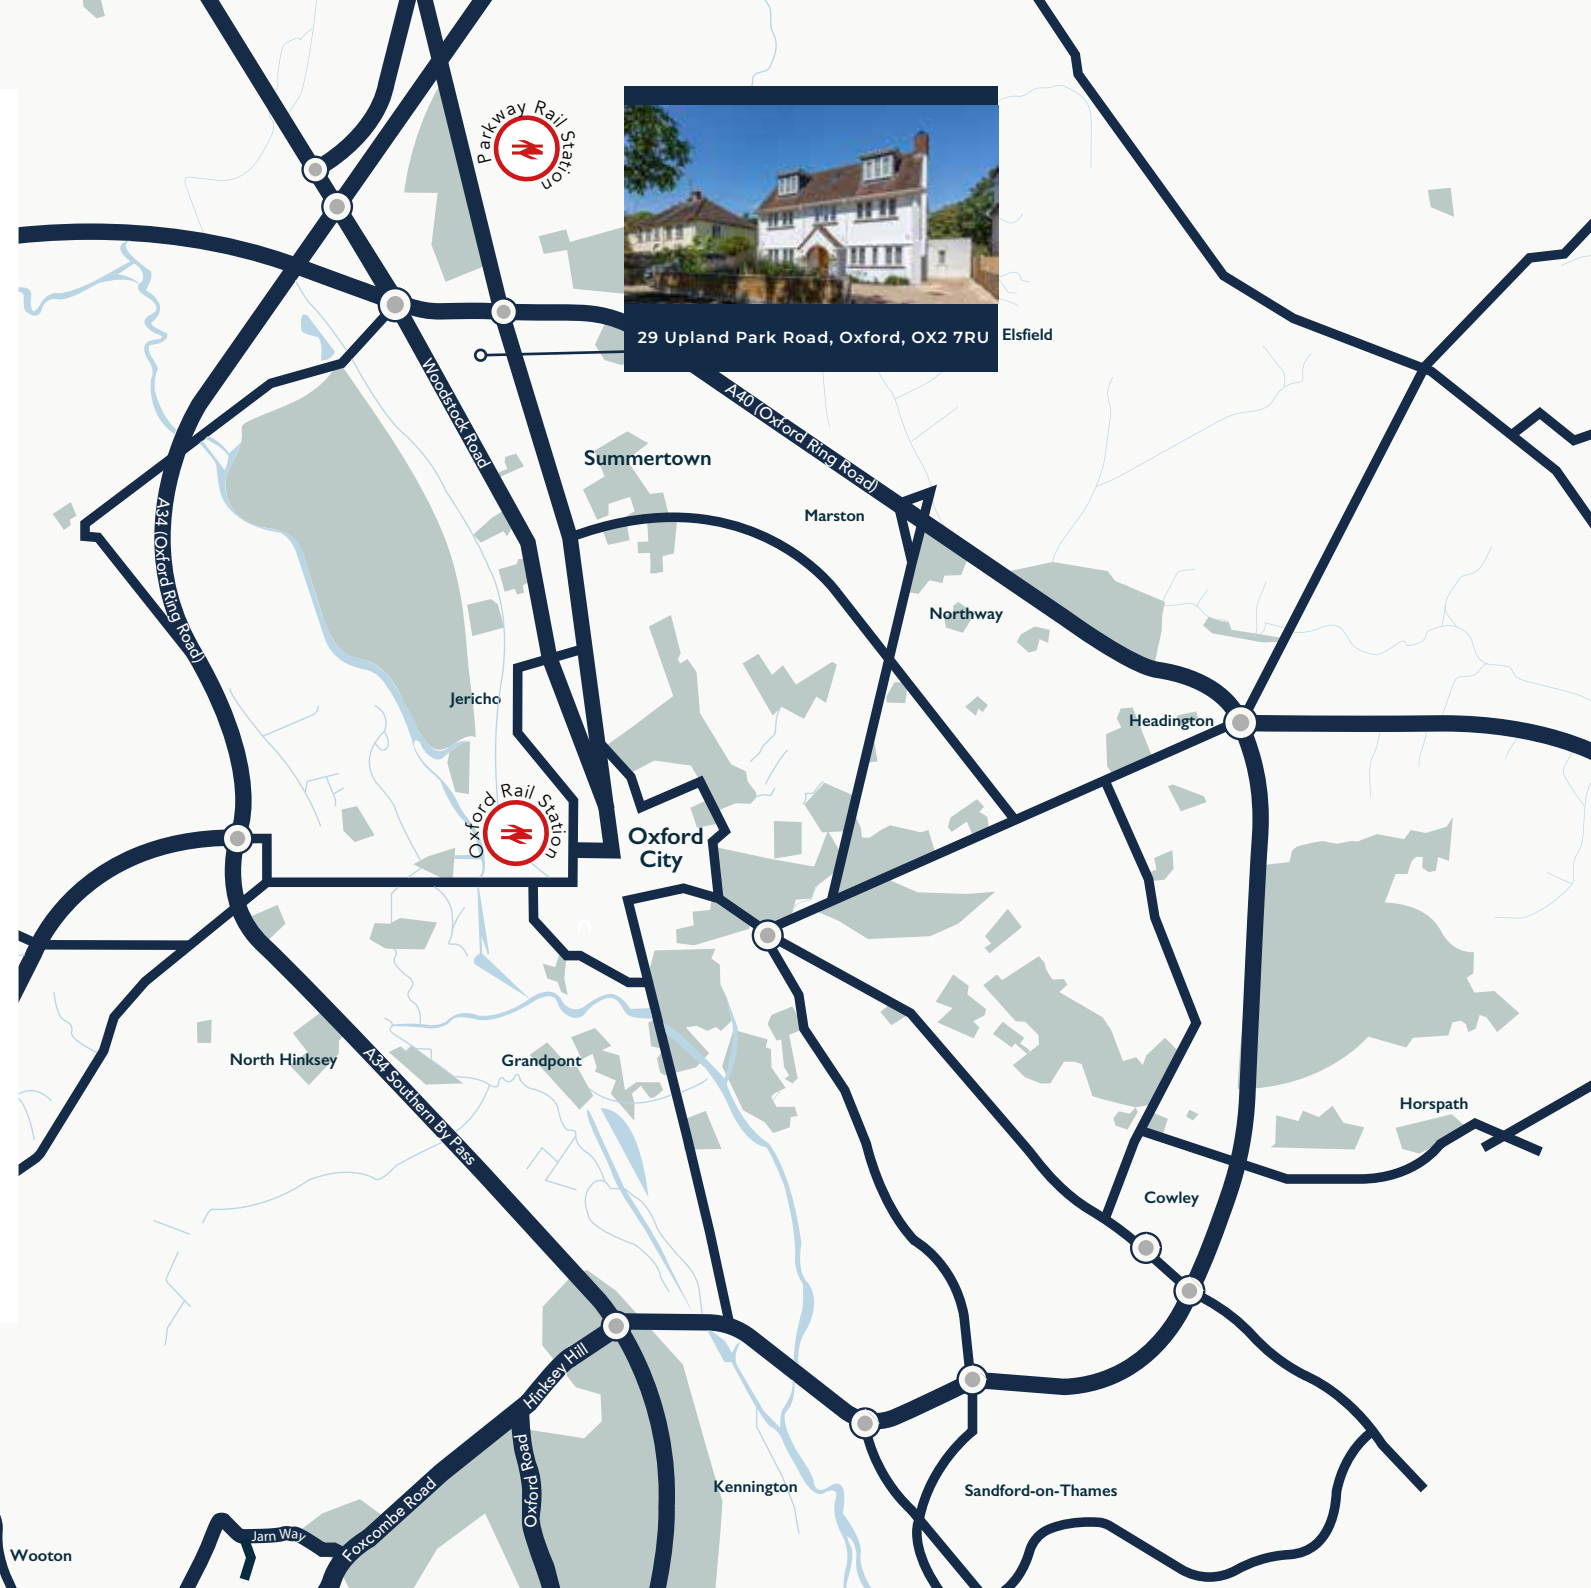 Parkway Rail Station
29 Upland Park Road, Oxford, OX2 7RU
Elsfield
Woodstock Road
A40 (Oxford Ring Road)
Summertown
Marston
A34 (Oxford Ring Road)
Northway
Jericho
Headington
Oxford Rail Station
Oxford
City
North Hinksey
A34 Southern By Pass
Grandpont
Horspath
Cowley
Hinksey Hill
Oxford Road
Kennington
Sandford-on-Thames
Foxcombe Road
Jarn Way
Wooton